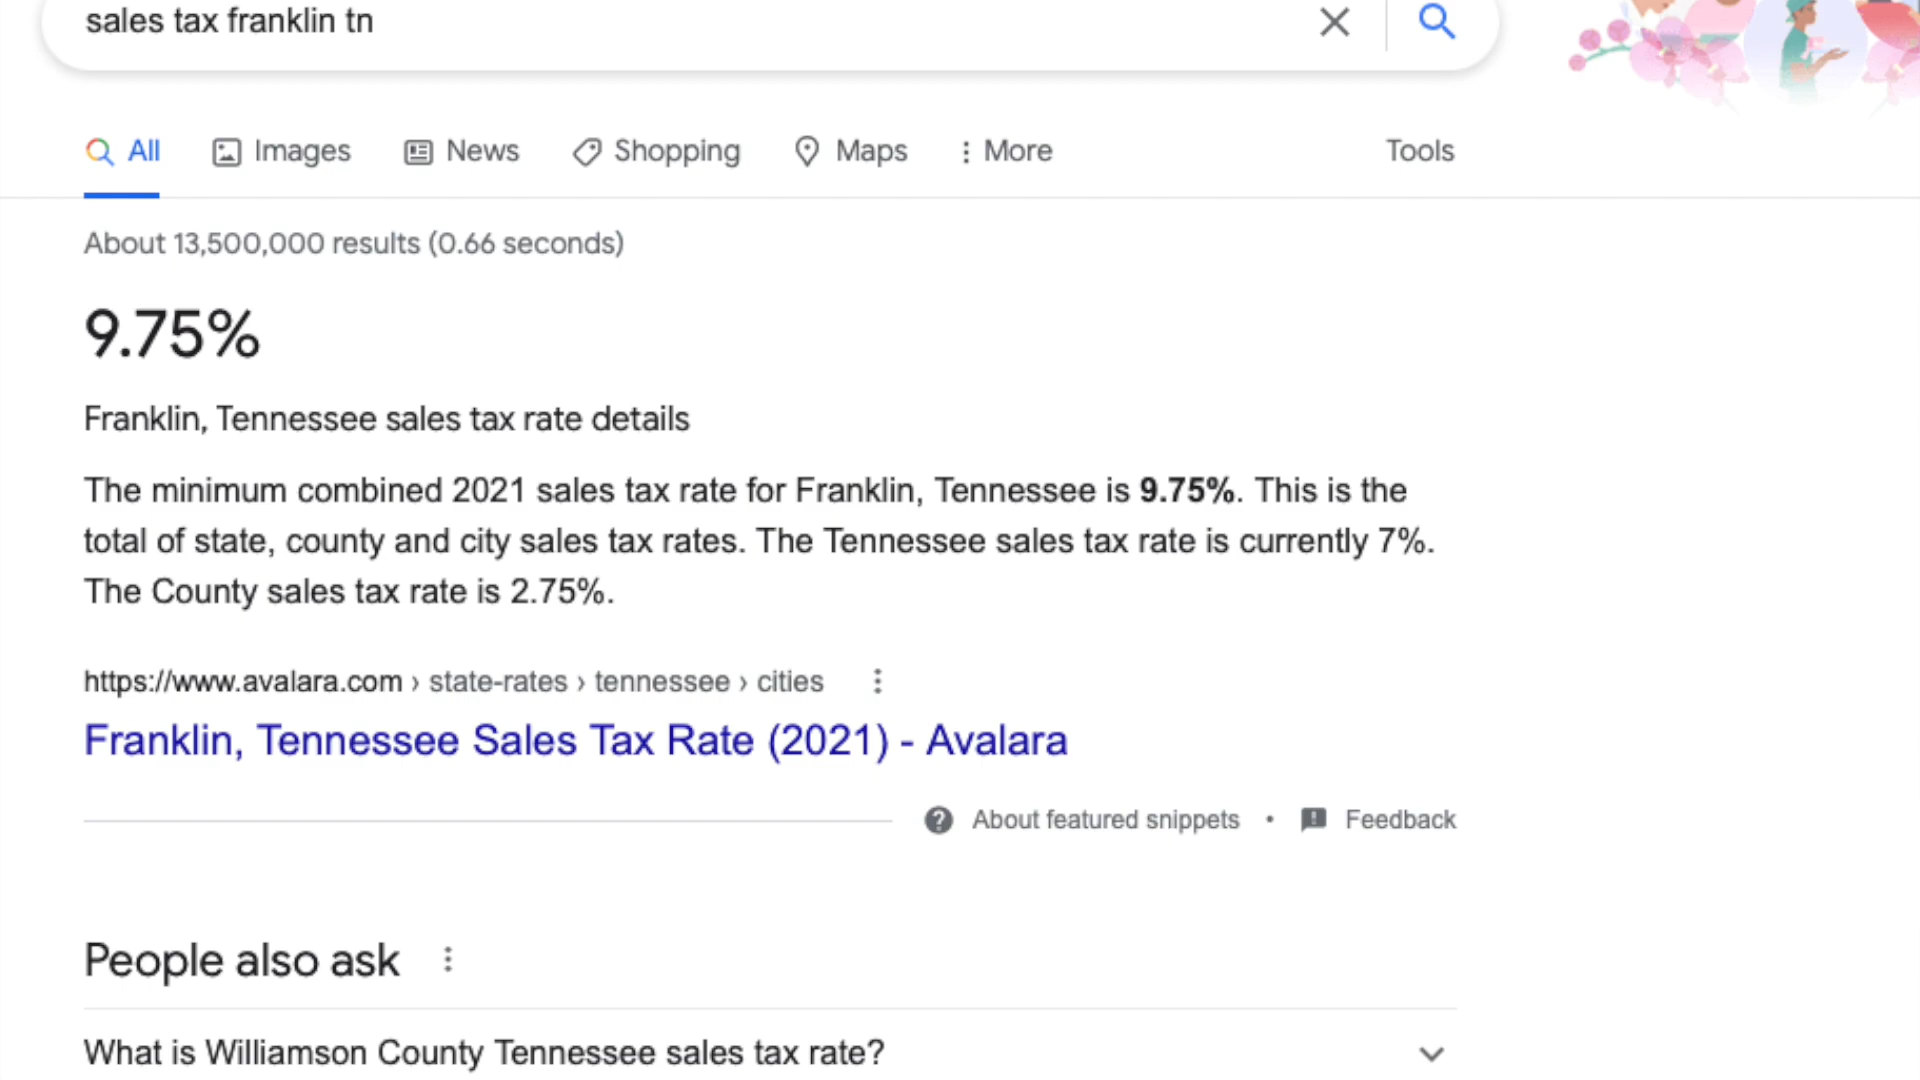 sales tax franklin tn
All Images News Shopping Maps More Tools
About 13,500,000 results (0.66 seconds)
9.75%
Franklin, Tennessee sales tax rate details
The minimum combined 2021 sales tax rate for Franklin, Tennessee is 9.75%. This is the
total of state, county and city sales tax rates. The Tennessee sales tax rate is currently 7%.
The County sales tax rate is 2.75%.
https://www.avalara.com › state-rates › tennessee › cities
Franklin, Tennessee Sales Tax Rate (2021) - Avalara
About featured snippets • Feedback
People also ask
What is Williamson County Tennessee sales tax rate?